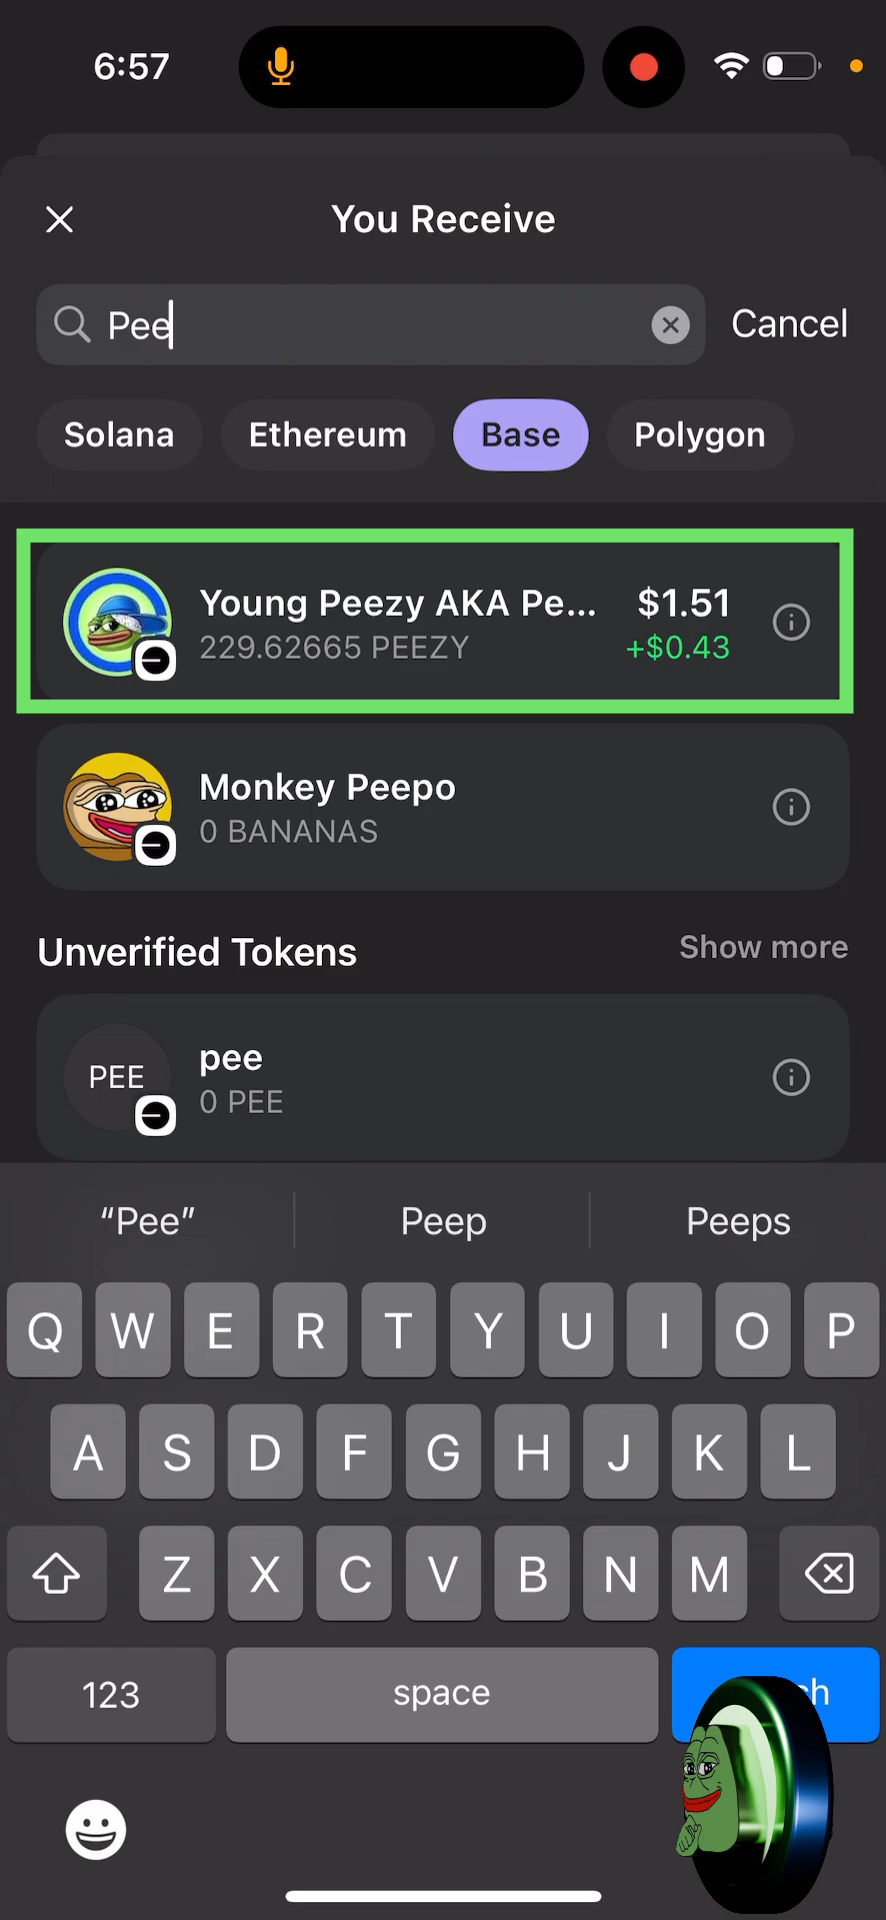 6:57
You Receive
Pee
Cancel
Solana
Ethereum
Base
Polygon
Young Peezy AKA Pe...
$1.51
229.62665 PEEZY
+$0.43
Monkey Peepo
0 BANANAS
Unverified Tokens
Show more
PEE
pee
0 PEE
“Pee”
Peep
Peeps
Q W E R T Y U I O P
A S D F G H J K L
Z X C V B N M
123
space